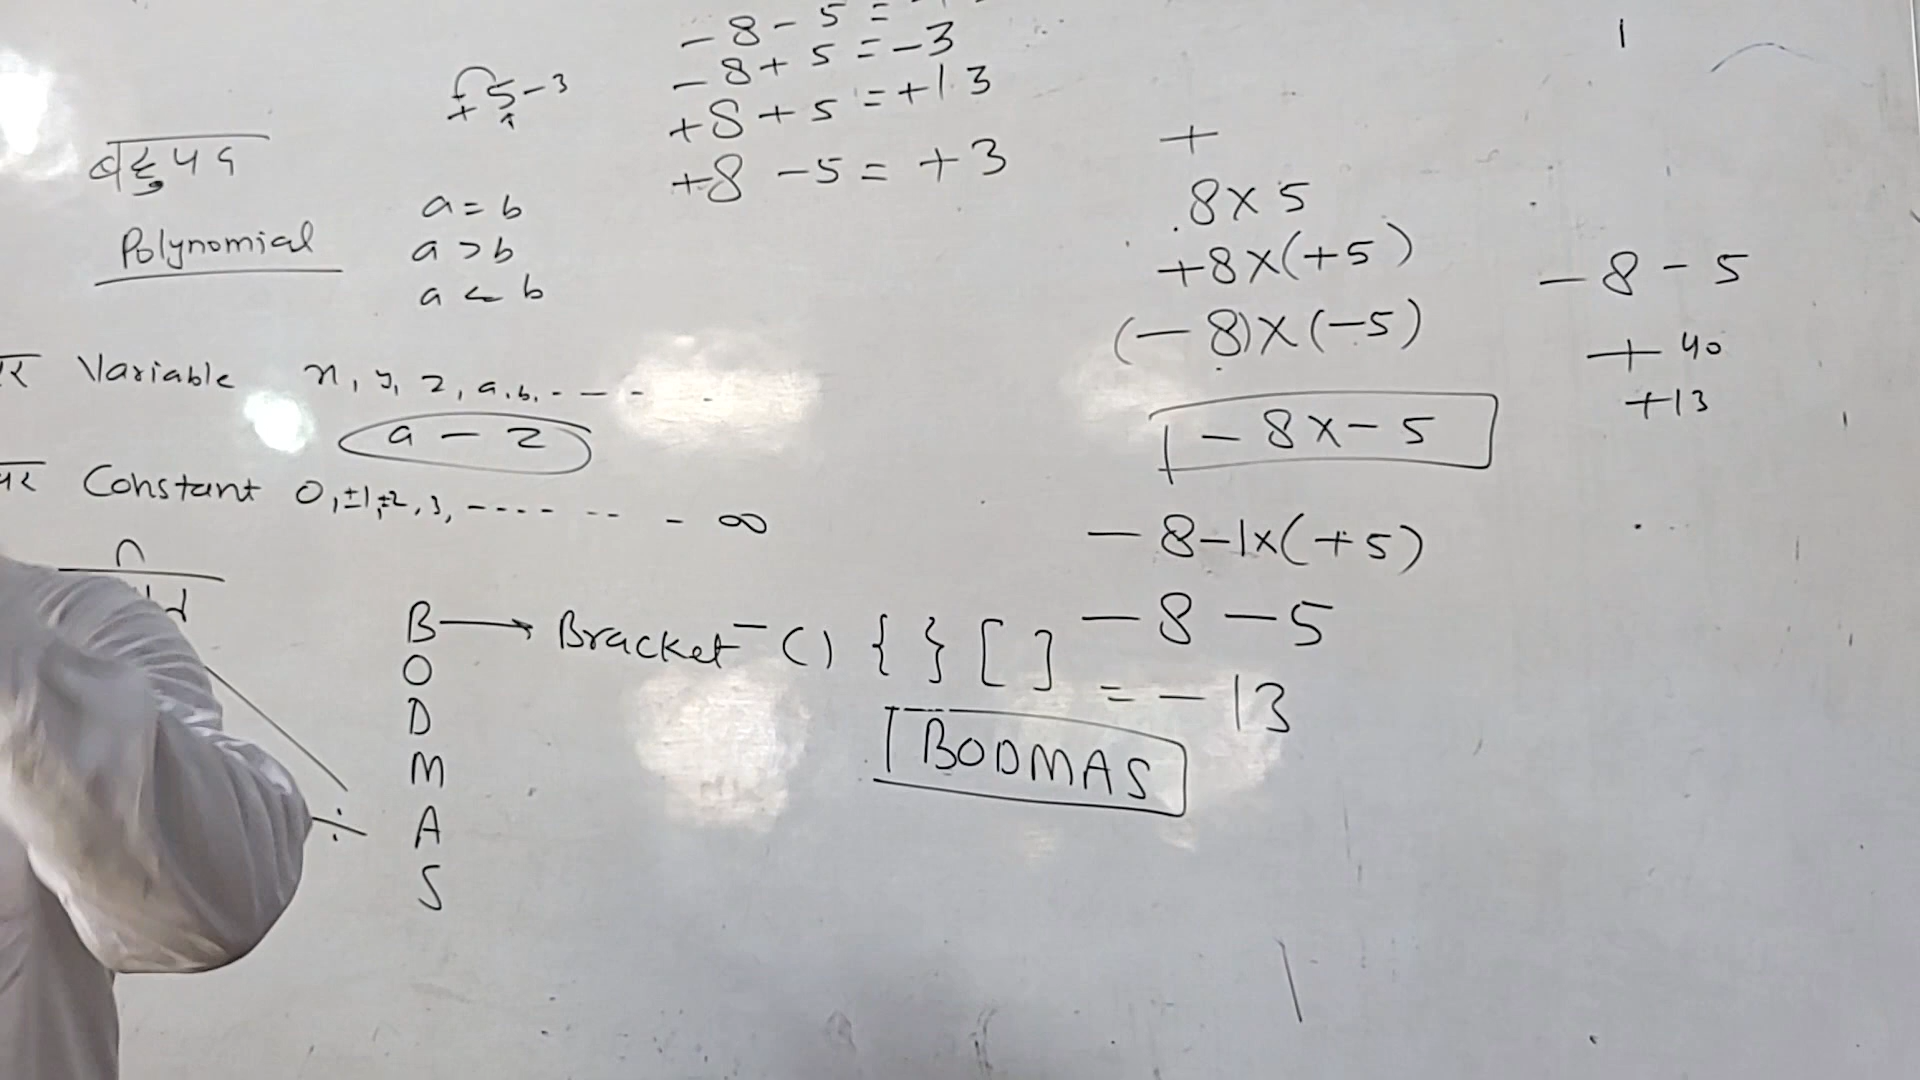 -8-5=
-8+5=-3
+8+5=+13
+8-5=+3
+5-3
बहुपद
Polynomial
a=b
a>b
a<b
Variable x, y, z, a, b, - - - -
a-z
Constant 0, ±1, ±2, 3, - - - - - - - ∞
B → Bracket — () { } [ ]
O
D
M
A
S
÷
BODMAS
+
8×5
+8×(+5)
(-8)×(-5)
-8×-5
-8-1×(+5)
-8-5
=-13
-8-5
+40
+13